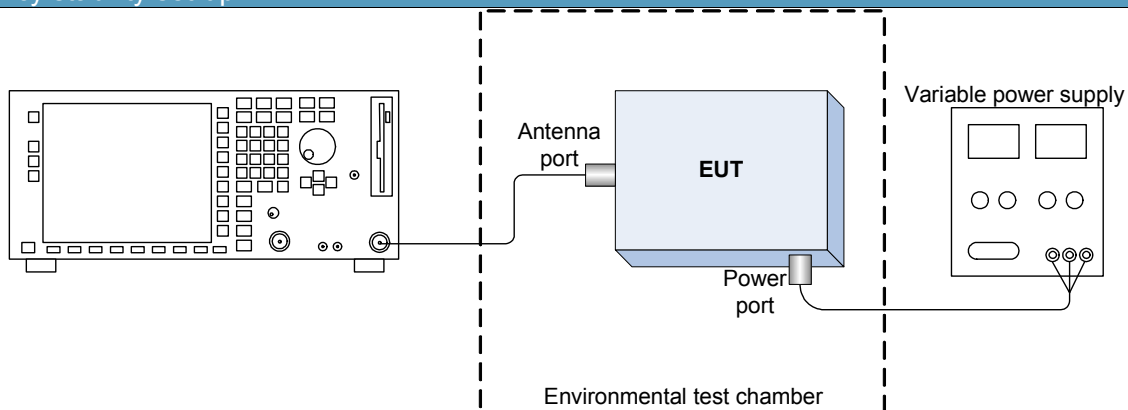 Variable power supply
Antenna
port
EUT
Power
port
Environmental test chamber